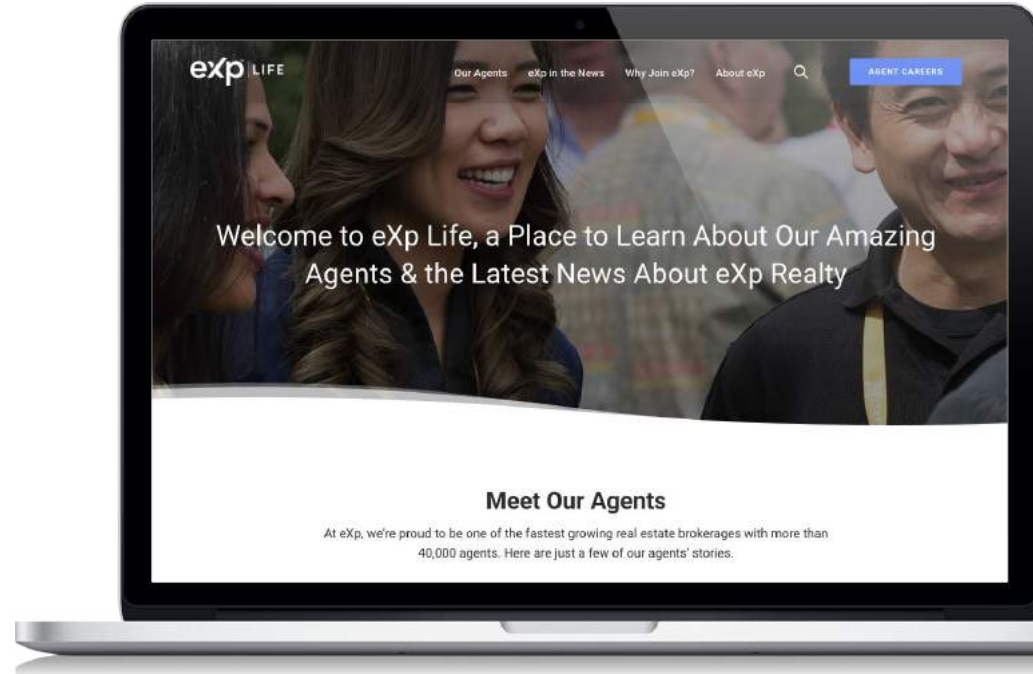 eXp LIFE
Our Agents eXp in the News Why Join eXp? About eXp AGENT CAREERS
Welcome to eXp Life, a Place to Learn About Our Amazing
Agents & the Latest News About eXp Realty
Meet Our Agents
At eXp, we're proud to be one of the fastest growing real estate brokerages with more than
40,000 agents. Here are just a few of our agents' stories.